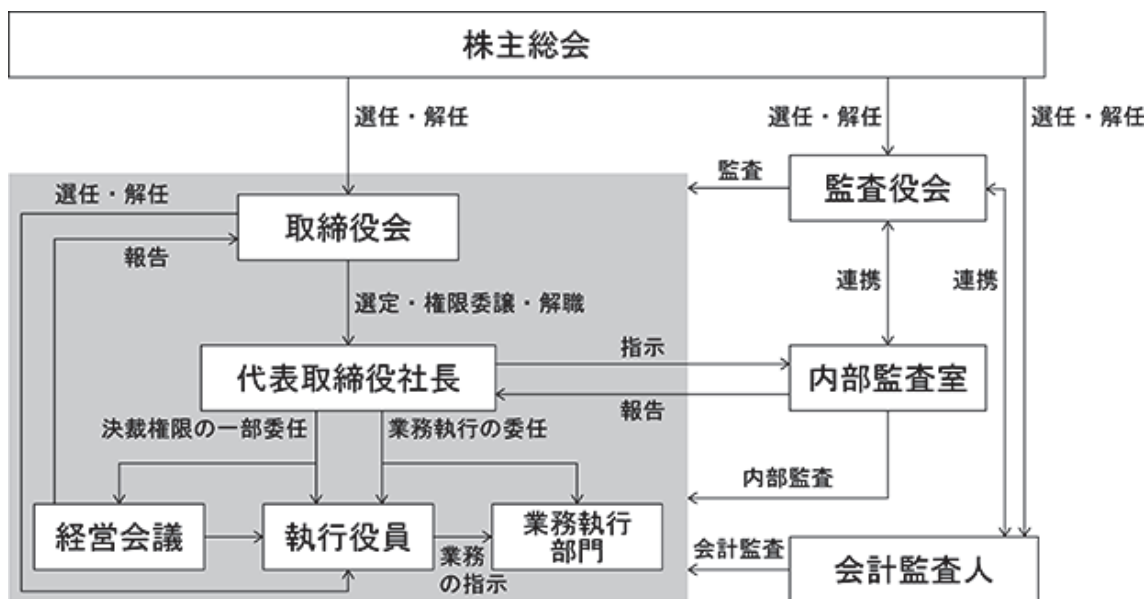 株主総会
選任・解任
選任・解任
選任・解任
監査
監査役会
選任・解任
取締役会
報告
連携
連携
選定・権限委譲・解職
指示
代表取締役社長
内部監査室
報告
決裁権限の一部委任
業務執行の委任
内部監査
経営会議
執行役員
業務執行
部門
業務
の指示
会計監査
会計監査人